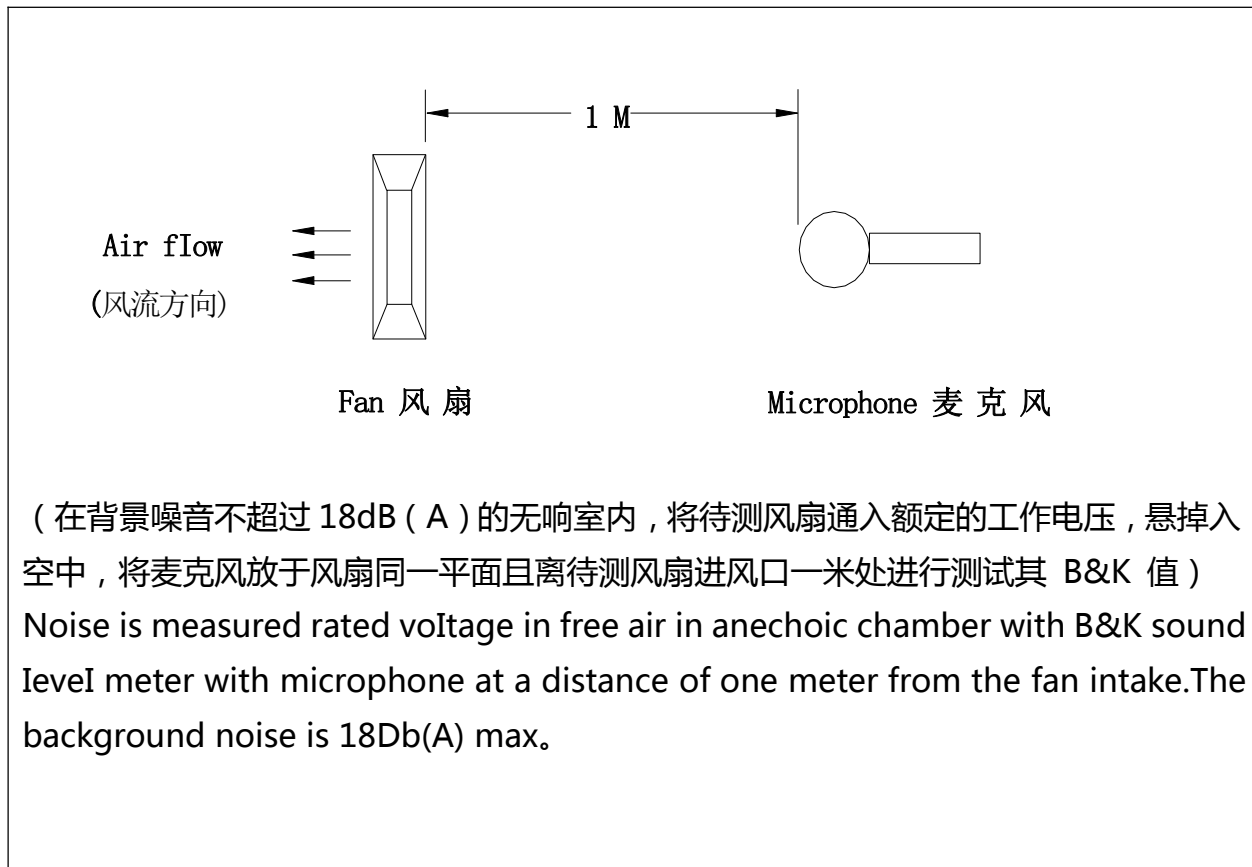 1 M
Air fIow
(风流方向)
Fan 风 扇
Microphone 麦 克 风
（在背景噪音不超过 18dB（A）的无响室内，将待测风扇通入额定的工作电压，悬掉入
空中，将麦克风放于风扇同一平面且离待测风扇进风口一米处进行测试其 B&K 值）
Noise is measured rated voItage in free air in anechoic chamber with B&K sound
IeveI meter with microphone at a distance of one meter from the fan intake.The
background noise is 18Db(A) max。